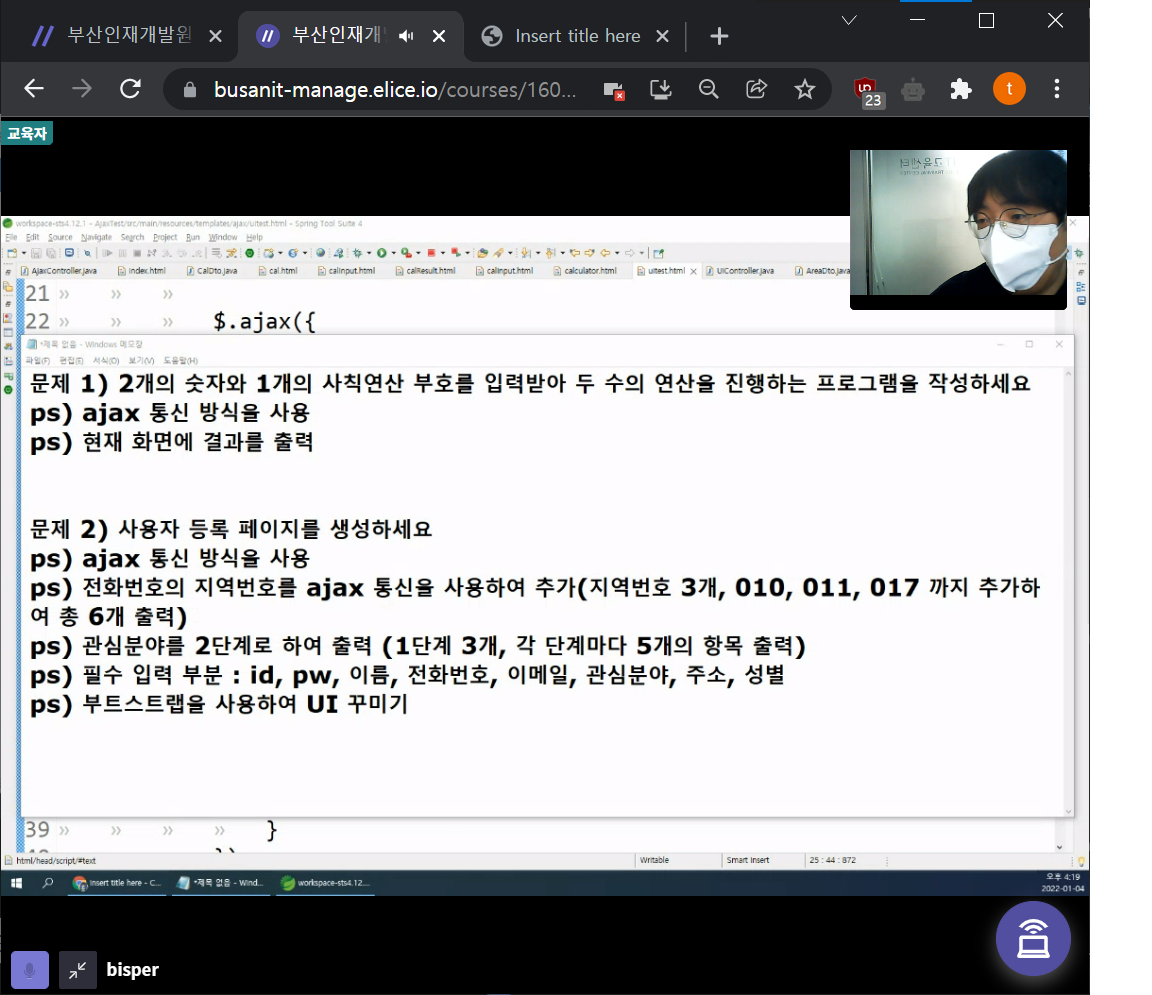 부산인재개발원
부산인재개발
Insert title here
busanit-manage.elice.io/courses/160...
23
t
교육자
workspace-sts4.12.1 - AjaxTest/src/main/resources/templates/ajax/uitest.html - Spring Tool Suite 4
File Edit Source Navigate Search Project Run Window Help
AjaxController.java index.html CalDto.java cal.html calInput.html calResult.html calInput.html calculator.html uitest.html UIController.java AreaDto.java
21
22 $.ajax({
*제목 없음 - Windows 메모장
파일(F) 편집(E) 서식(O) 보기(V) 도움말(H)
문제 1) 2개의 숫자와 1개의 사칙연산 부호를 입력받아 두 수의 연산을 진행하는 프로그램을 작성하세요
ps) ajax 통신 방식을 사용
ps) 현재 화면에 결과를 출력
문제 2) 사용자 등록 페이지를 생성하세요
ps) ajax 통신 방식을 사용
ps) 전화번호의 지역번호를 ajax 통신을 사용하여 추가(지역번호 3개, 010, 011, 017 까지 추가하
여 총 6개 출력)
ps) 관심분야를 2단계로 하여 출력 (1단계 3개, 각 단계마다 5개의 항목 출력)
ps) 필수 입력 부분 : id, pw, 이름, 전화번호, 이메일, 관심분야, 주소, 성별
ps) 부트스트랩을 사용하여 UI 꾸미기
39 }
html/head/script/#text Writable Smart Insert 25 : 44 : 872
Insert title here - C... *제목 없음 - Wind... workspace-sts4.12....
오후 4:19
2022-01-04
bisper